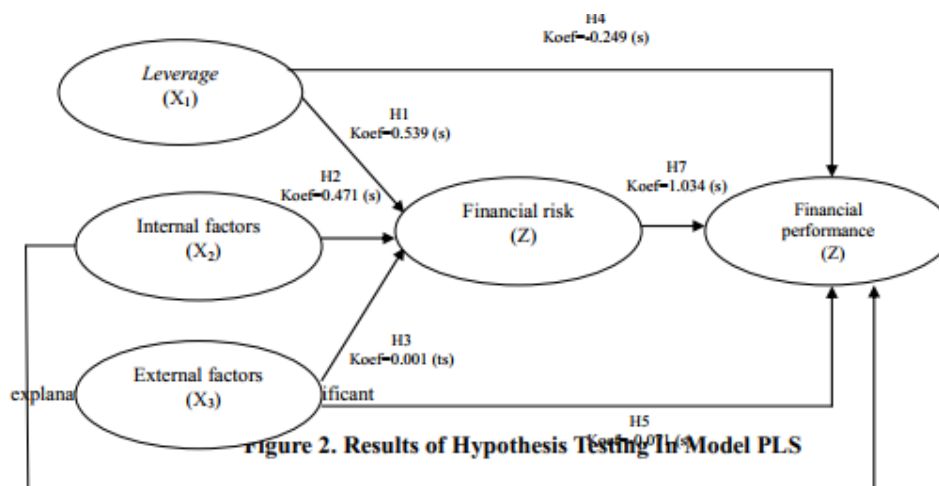 H4
Koef=-0.249 (s)
Leverage
(X1)
H1
Koef=0.539 (s)
H2
Koef=0.471 (s)
H7
Koef=1.034 (s)
Internal factors
(X2)
Financial risk
(Z)
Financial
performance
(Z)
H3
Koef=0.001 (ts)
External factors
(X3)
explana
ificant
H5
Figure 2. Results of Hypothesis Testing In Model PLS